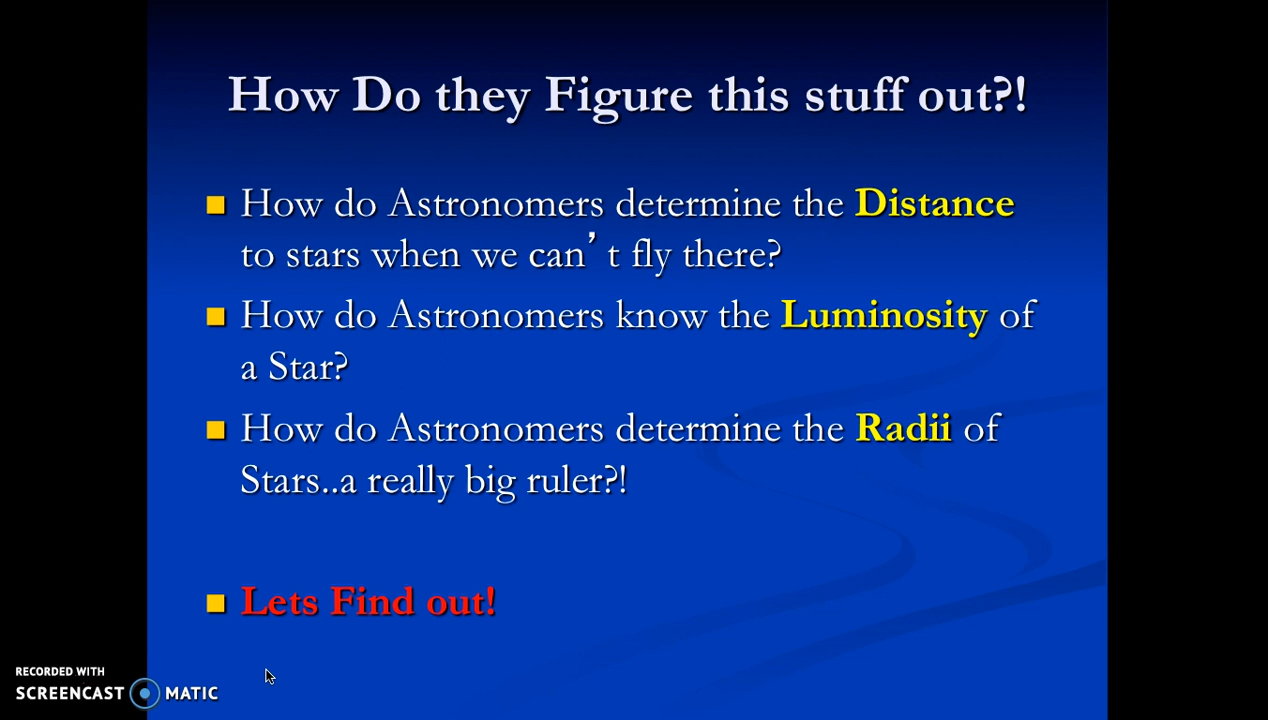 How Do they Figure this stuff out?!
How do Astronomers determine the Distance
to stars when we can’t fly there?
How do Astronomers know the Luminosity of
a Star?
How do Astronomers determine the Radii of
Stars..a really big ruler?!
Lets Find out!
RECORDED WITH
SCREENCAST MATIC